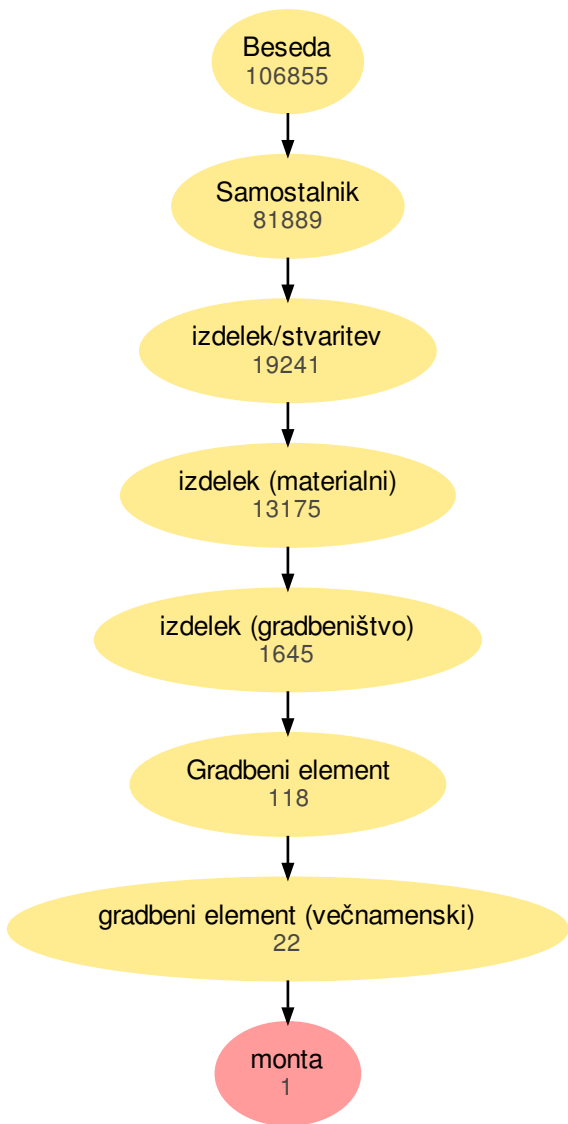 Beseda
106855
Samostalnik
81889
izdelek/stvaritev
19241
izdelek (materialni)
13175
izdelek (gradbeništvo)
1645
Gradbeni element
118
gradbeni element (večnamenski)
22
monta
1